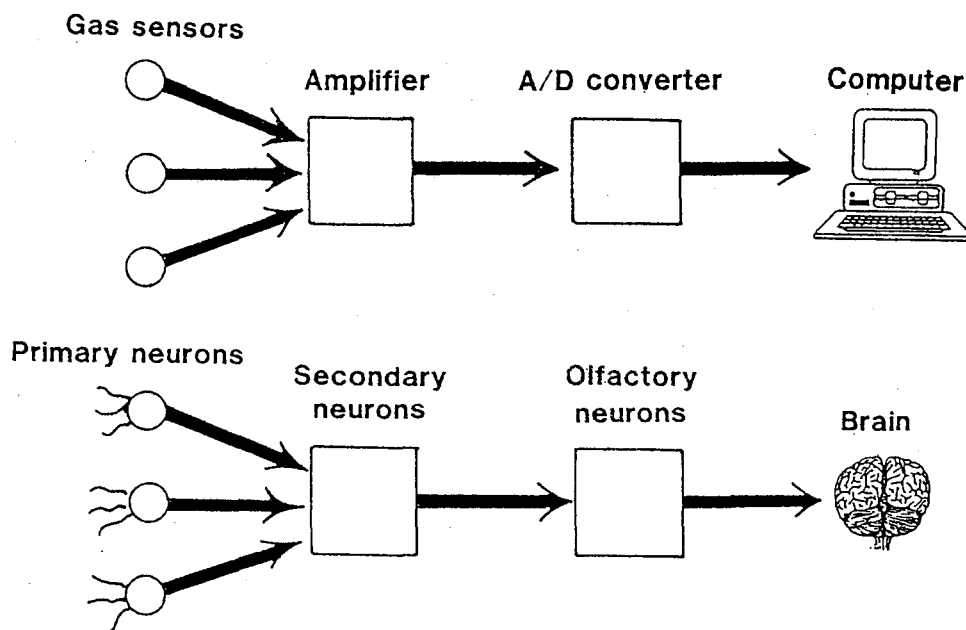 Gas sensors
Amplifier
A/D converter
Computer
Primary neurons
Secondary
neurons
Olfactory
neurons
Brain